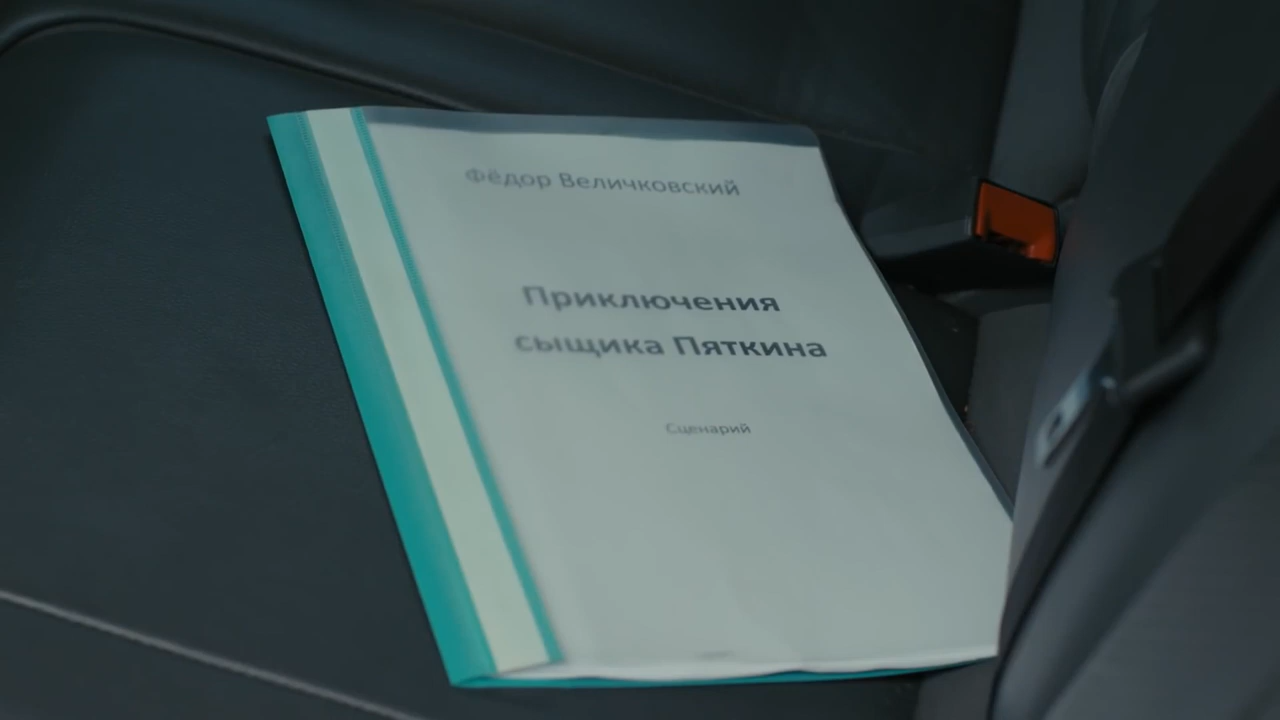 Фёдор Величковский
Приключения
сыщика Пяткина
Сценарий